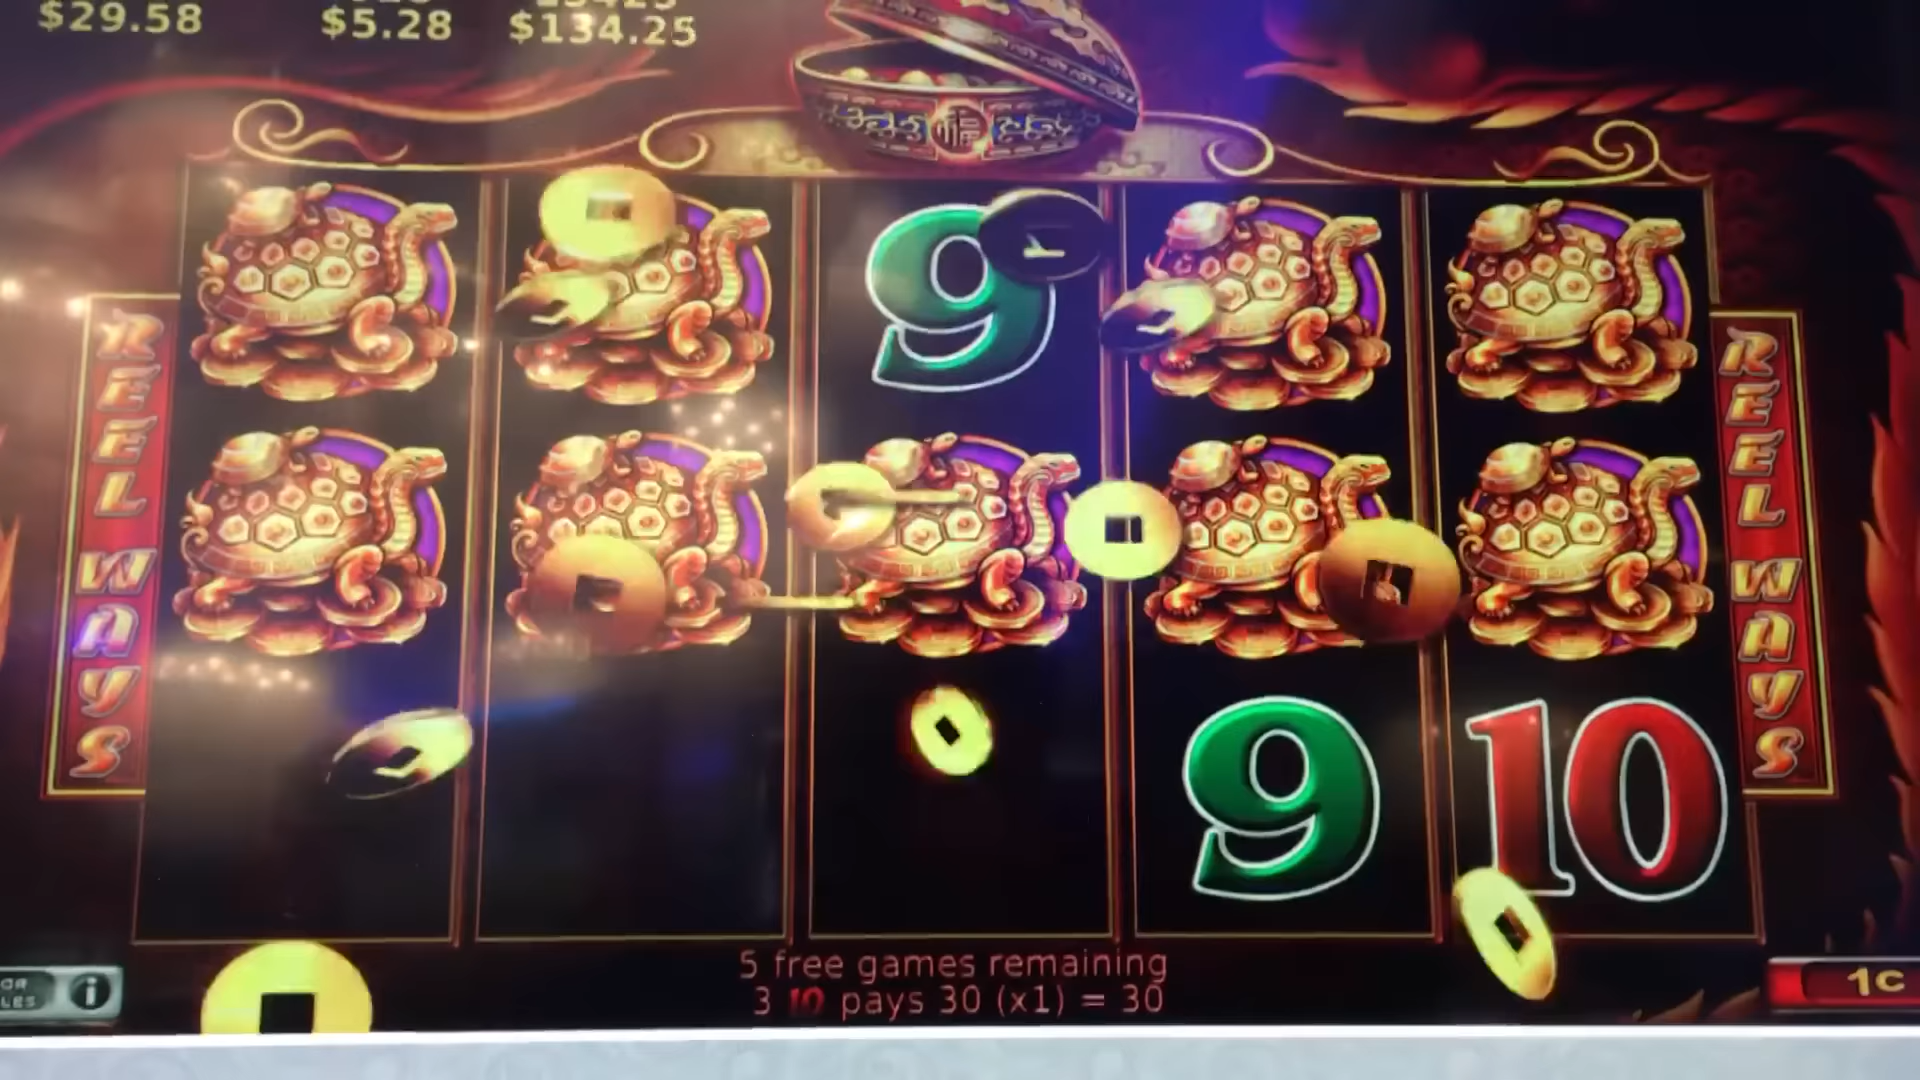 $29.58
$5.28
$134.25
福
REEL WAYS
REEL WAYS
9
9
10
5 free games remaining
3 10 pays 30 (x1) = 30
i
1c